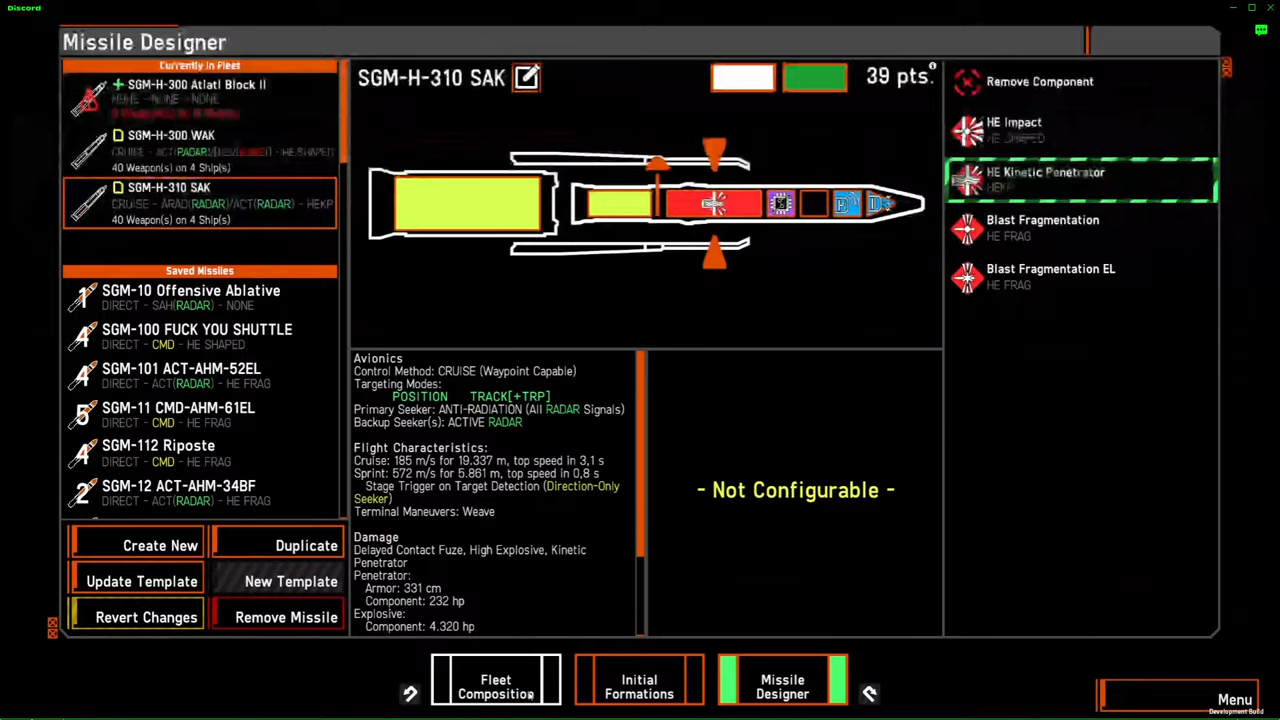 Discord
Missile Designer
Currently In Fleet
SGM-H-300 Atlatl Block II
NONE - NONE - NONE
SGM-H-300 WAK
CRUISE - ACT(RADAR)/ - HE SHAPED
40 Weapon(s) on 4 Ship(s)
SGM-H-310 SAK
CRUISE - ARAD(RADAR)/ACT(RADAR) - HEKP
40 Weapon(s) on 4 Ship(s)
Saved Missiles
SGM-10 Offensive Ablative
DIRECT - SAH(RADAR) - NONE
SGM-100 FUCK YOU SHUTTLE
DIRECT - CMD - HE SHAPED
SGM-101 ACT-AHM-52EL
DIRECT - ACT(RADAR) - HE FRAG
SGM-11 CMD-AHM-61EL
DIRECT - CMD - HE FRAG
SGM-112 Riposte
DIRECT - CMD - HE FRAG
SGM-12 ACT-AHM-34BF
DIRECT - ACT(RADAR) - HE FRAG
Create New
Duplicate
Update Template
New Template
Revert Changes
Remove Missile
SGM-H-310 SAK
39 pts.
Avionics
Control Method: CRUISE (Waypoint Capable)
Targeting Modes:
POSITION TRACK[+TRP]
Primary Seeker: ANTI-RADIATION (All RADAR Signals)
Backup Seeker(s): ACTIVE RADAR
Flight Characteristics:
Cruise: 185 m/s for 19.337 m, top speed in 3,1 s
Sprint: 572 m/s for 5.861 m, top speed in 0,8 s
Stage Trigger on Target Detection (Direction-Only
Seeker)
Terminal Maneuvers: Weave
Damage
Delayed Contact Fuze, High Explosive, Kinetic
Penetrator
Penetrator:
Armor: 331 cm
Component: 232 hp
Explosive:
Component: 4.320 hp
- Not Configurable -
Remove Component
HE Impact
HE SHAPED
HE Kinetic Penetrator
HEKP
Blast Fragmentation
HE FRAG
Blast Fragmentation EL
HE FRAG
Fleet
Composition
Initial
Formations
Missile
Designer
Menu
Development Build